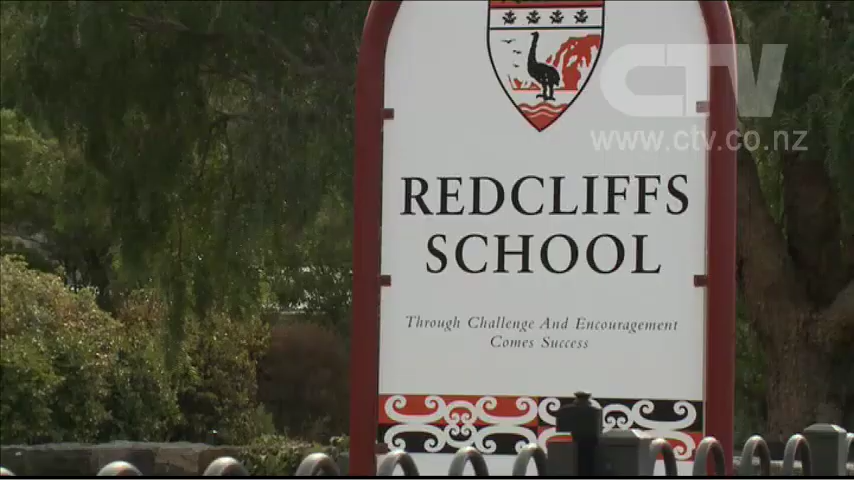 CTV
www.ctv.co.nz
REDCLIFFS
SCHOOL
Through Challenge And Encouragement
Comes Success